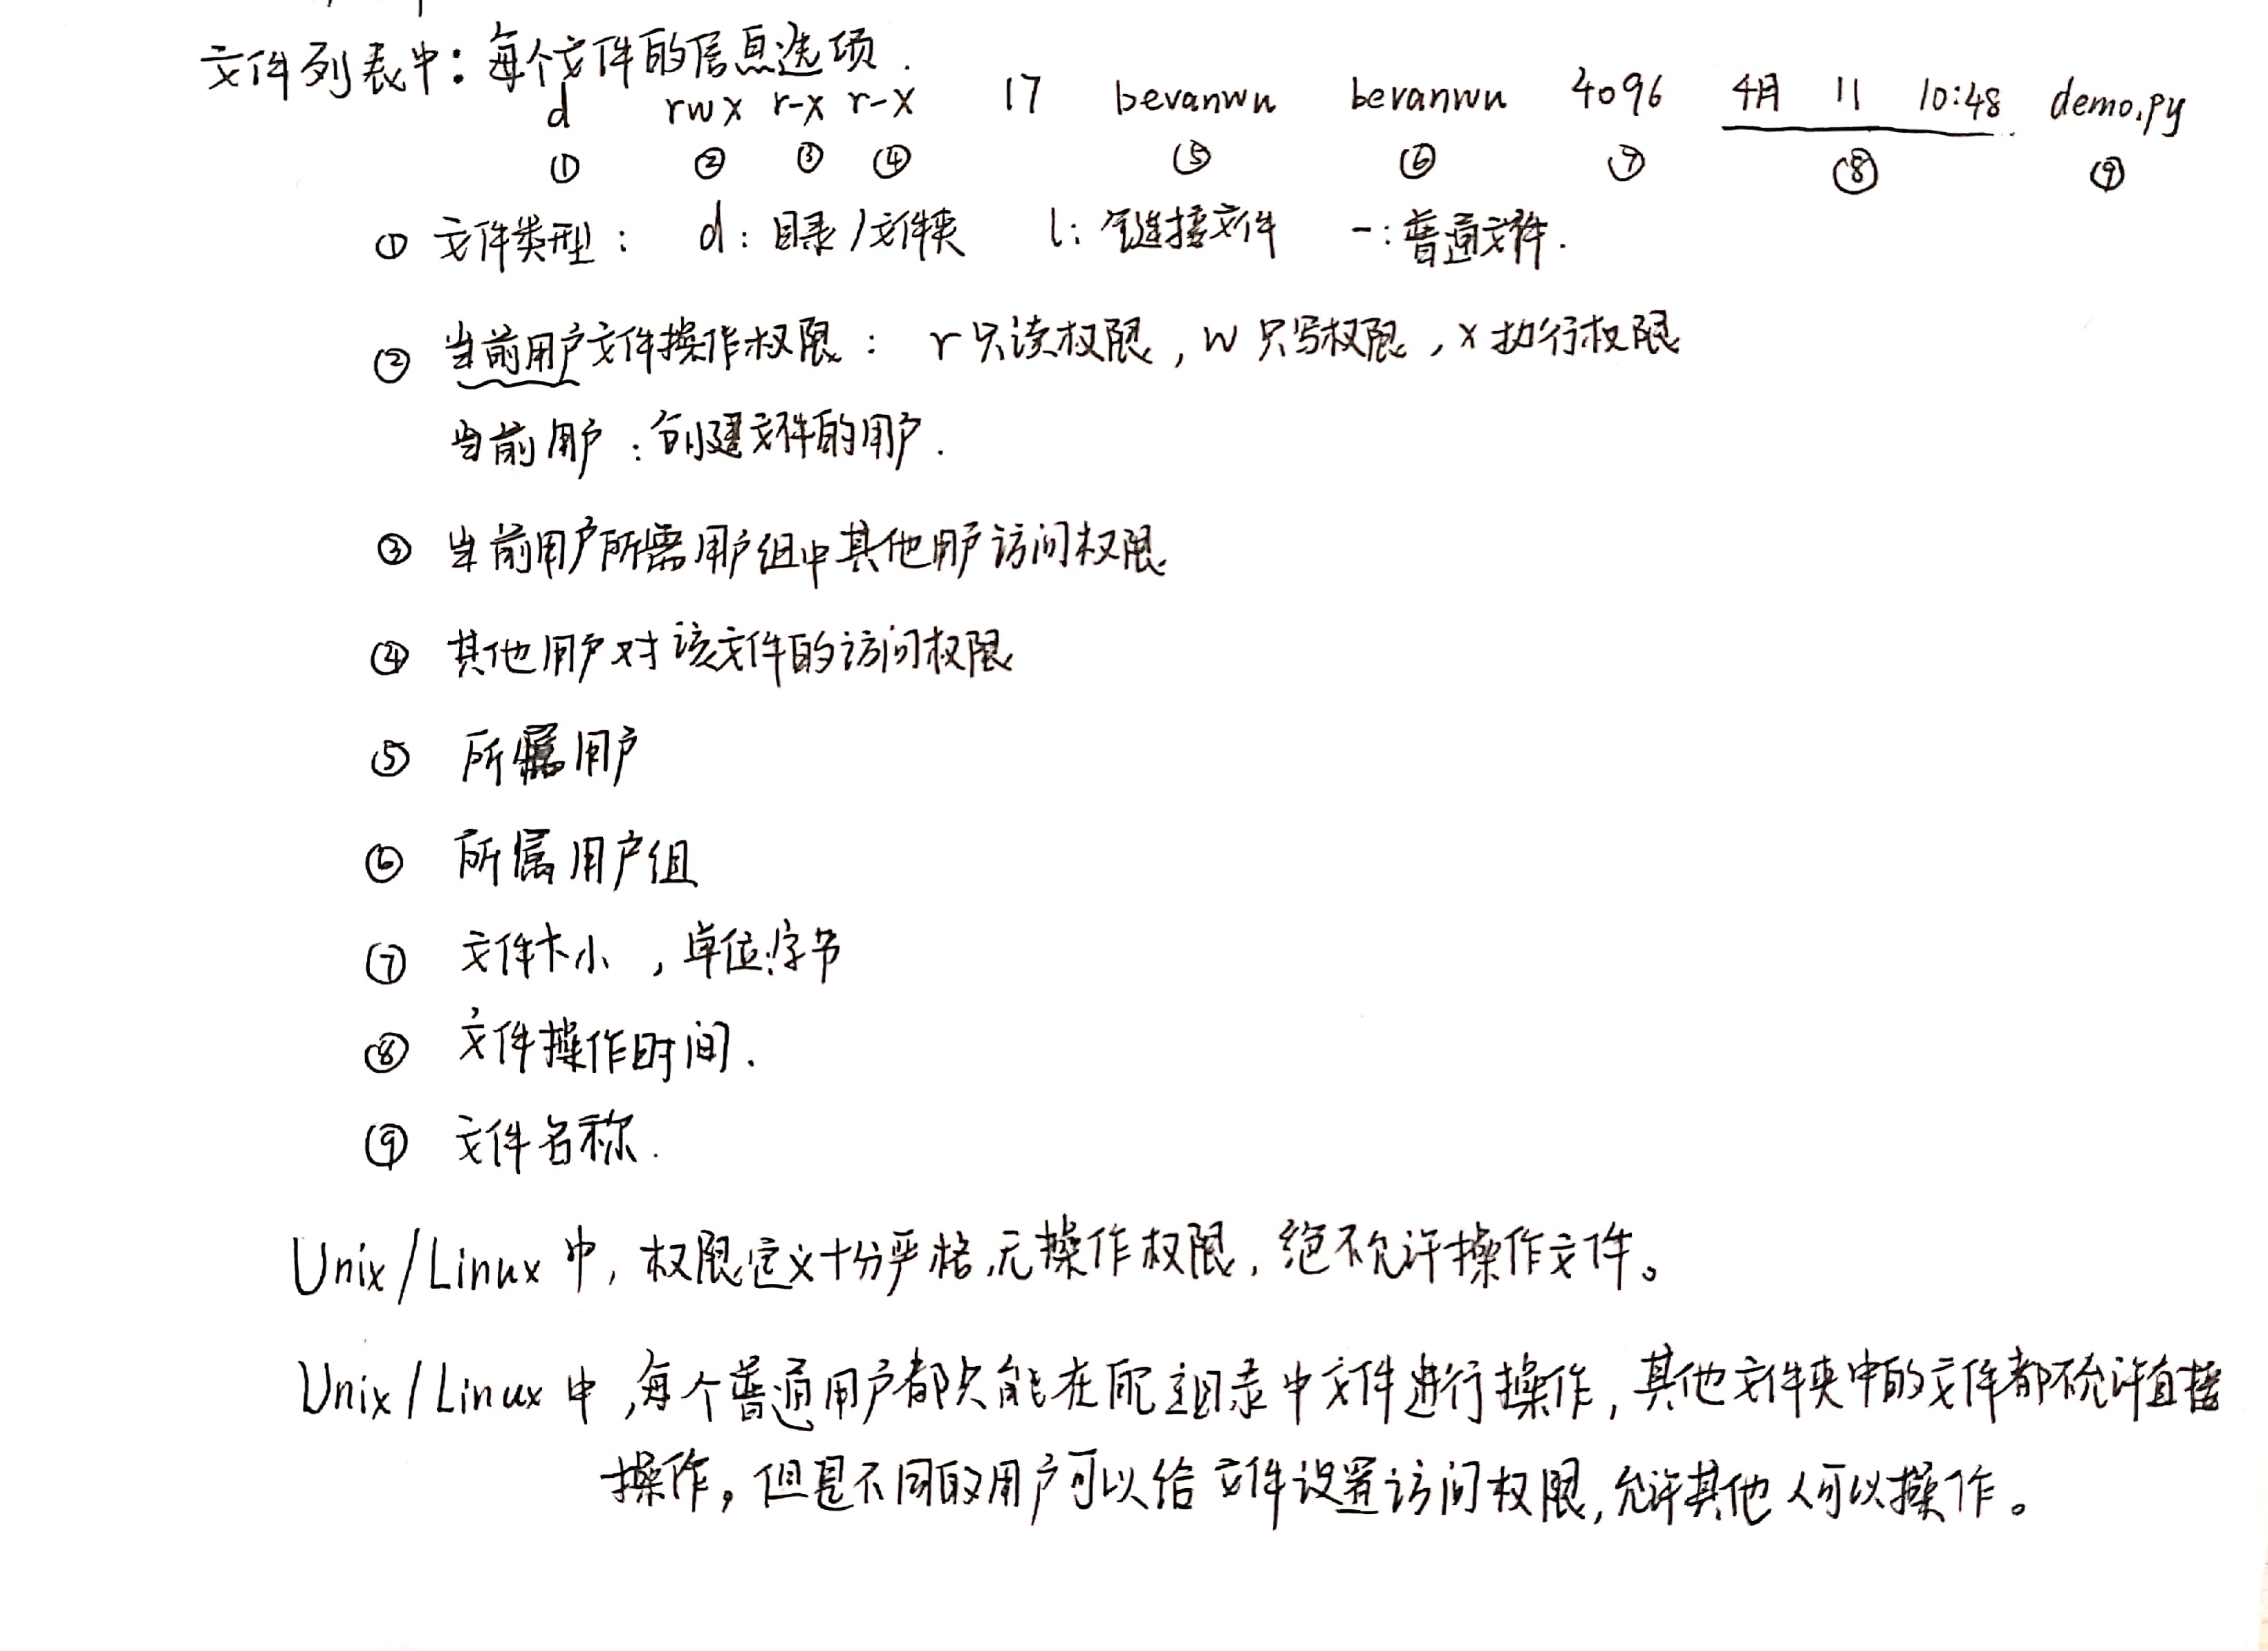 文件列表中：每个文件的信息选项.
d rwx r-x r-x 17 bevanwu bevanwu 4096 4月 11 10:48 demo.py
① ② ③ ④ ⑤ ⑥ ⑦ ⑧ ⑨
① 文件类型： d：目录/文件夹 l：链接文件 -：普通文件.
② 当前用户文件操作权限： r只读权限，w只写权限，x执行权限
当前用户：创建文件的用户.
③ 当前用户所需用户组中其他用户访问权限
④ 其他用户对该文件的访问权限
⑤ 所属用户
⑥ 所属用户组
⑦ 文件大小，单位:字节
⑧ 文件操作时间.
⑨ 文件名称.
Unix/Linux中，权限定义十分严格,无操作权限，绝不允许操作文件。
Unix/Linux中，每个普通用户都只能在 目录中文件进行操作，其他文件夹中的文件都不允许直接
操作，但是不同的用户可以给文件设置访问权限,允许其他人可以操作。